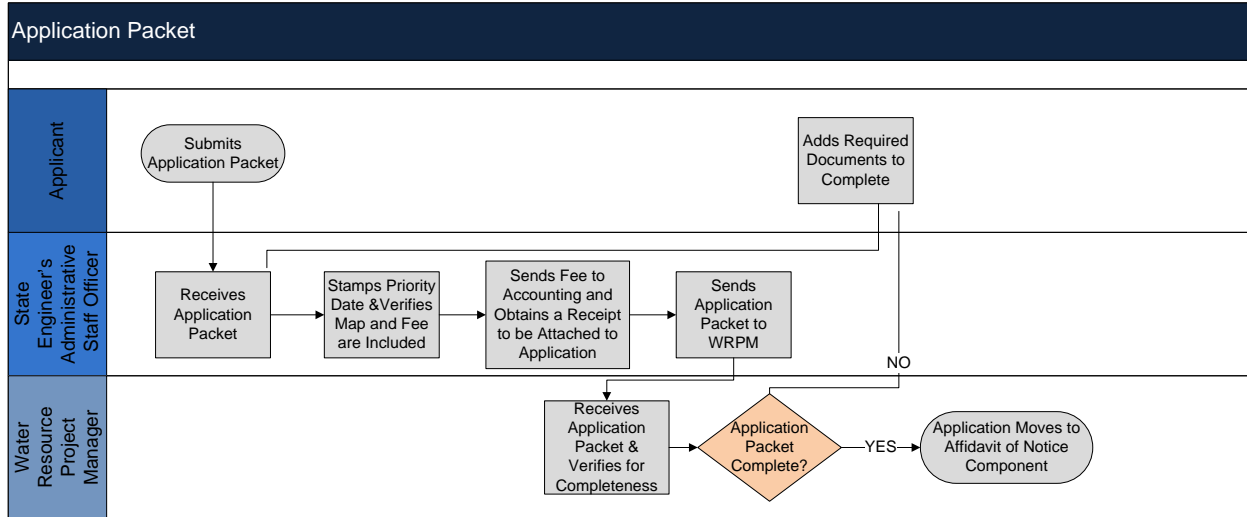 Application Packet
Applicant
Submits
Application Packet
Adds Required
Documents to
Complete
State
Engineer's
Administrative
Staff Officer
Receives
Application
Packet
Stamps Priority
Date &Verifies
Map and Fee
are Included
Sends Fee to
Accounting and
Obtains a Receipt
to be Attached to
Application
Sends
Application
Packet to
WRPM
NO
Water
Resource
Project
Manager
Receives
Application
Packet &
Verifies for
Completeness
Application
Packet
Complete?
YES
Application Moves to
Affidavit of Notice
Component